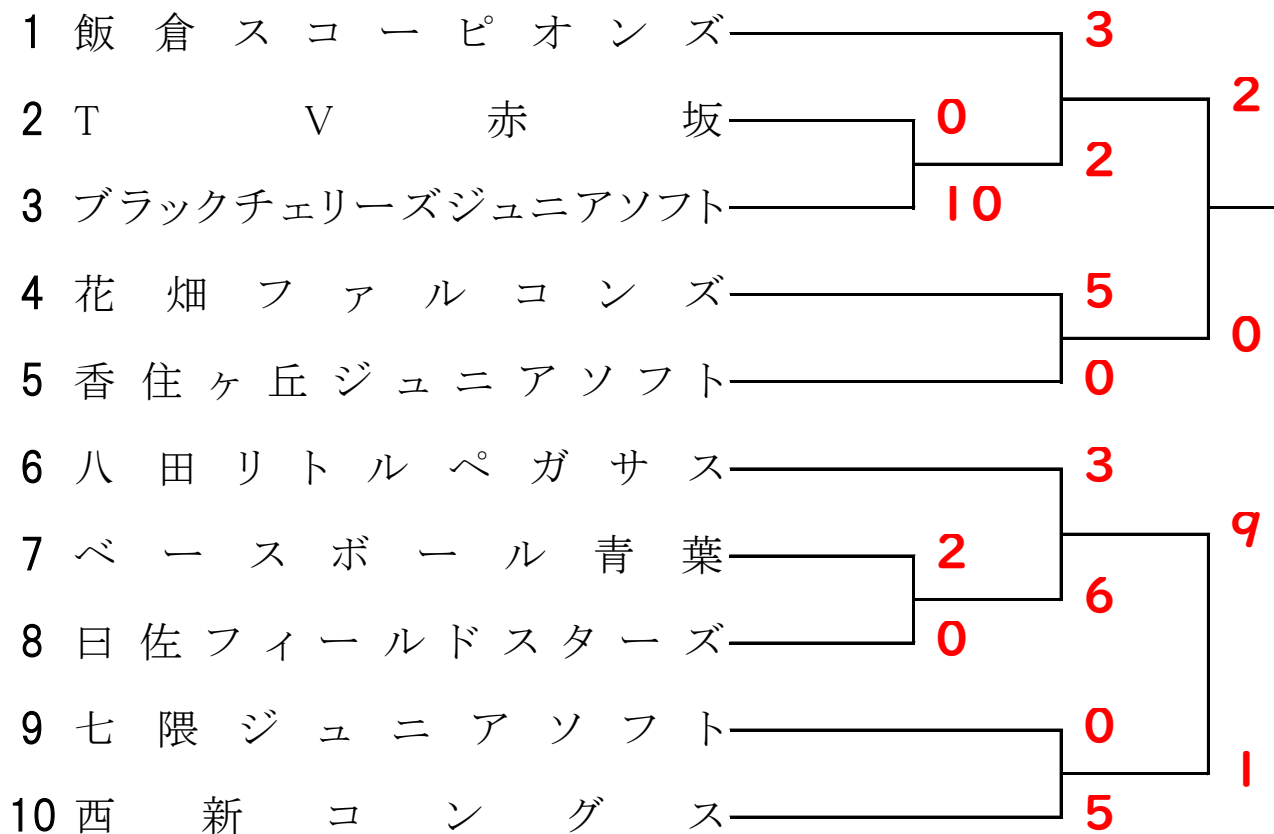 1 飯倉スコーピオンズ 3
2
2 TV赤坂 0
2
3 ブラックチェリーズジュニアソフト 10
4 花畑ファルコンズ 5
0
5 香住ヶ丘ジュニアソフト 0
6 八田リトルペガサス 3
9
7 ベースボール青葉 2
6
8 曰佐フィールドスターズ 0
9 七隈ジュニアソフト 0
1
10 西新コングス 5